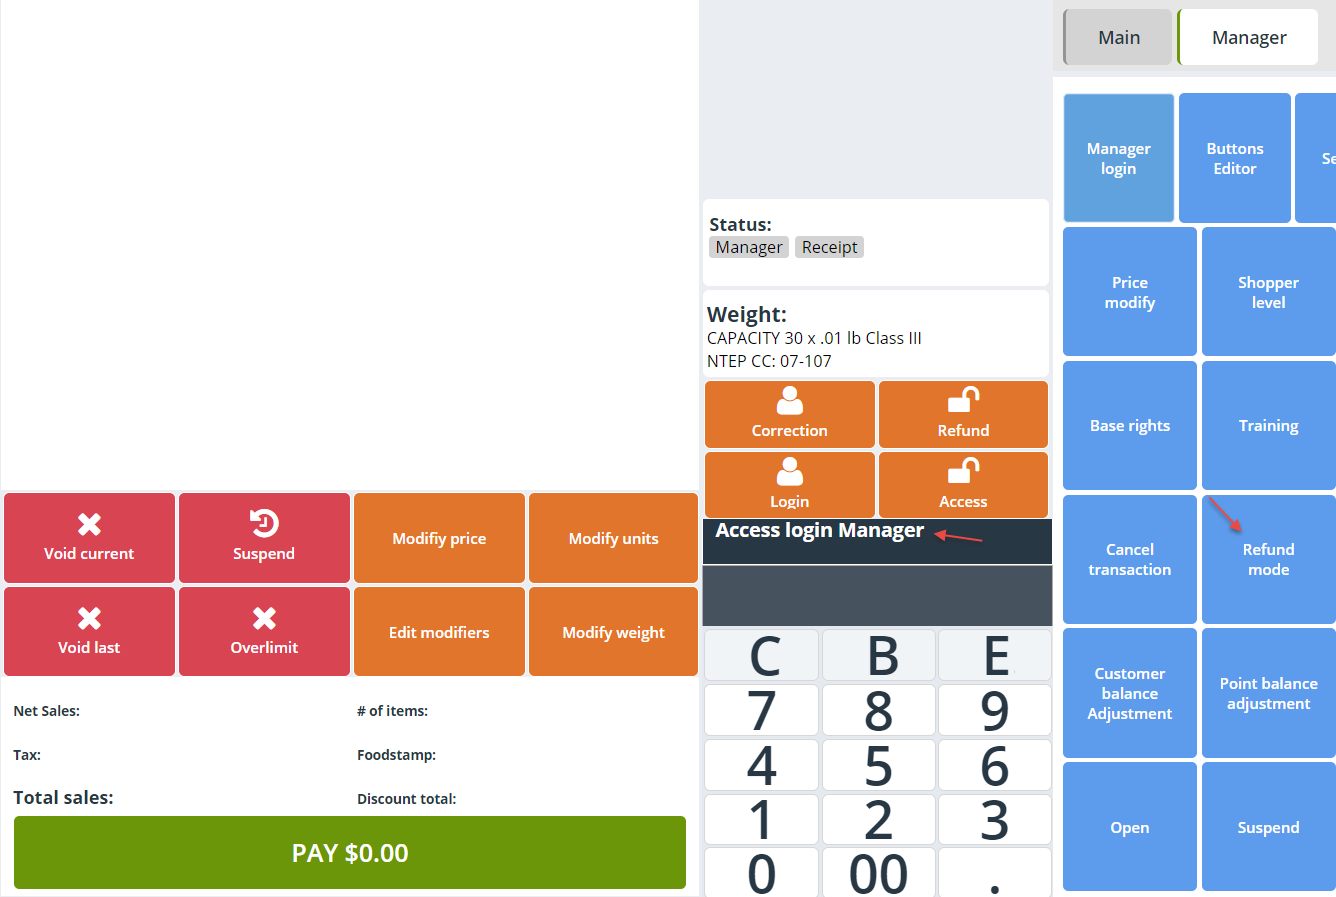 Main
Manager
Manager
login
Buttons
Editor
Se
Status:
Manager Receipt
Price
modify
Shopper
level
Weight:
CAPACITY 30 x .01 lb Class III
NTEP CC: 07-107
Correction
Refund
Login
Access
Base rights
Training
Void current
Suspend
Modifiy price
Modify units
Access login Manager
Cancel
transaction
Refund
mode
Void last
Overlimit
Edit modifiers
Modify weight
C B E
7 8 9
4 5 6
1 2 3
0 00 .
Customer
balance
Adjustment
Point balance
adjustment
Net Sales:
# of items:
Tax:
Foodstamp:
Total sales:
Discount total:
PAY $0.00
Open
Suspend